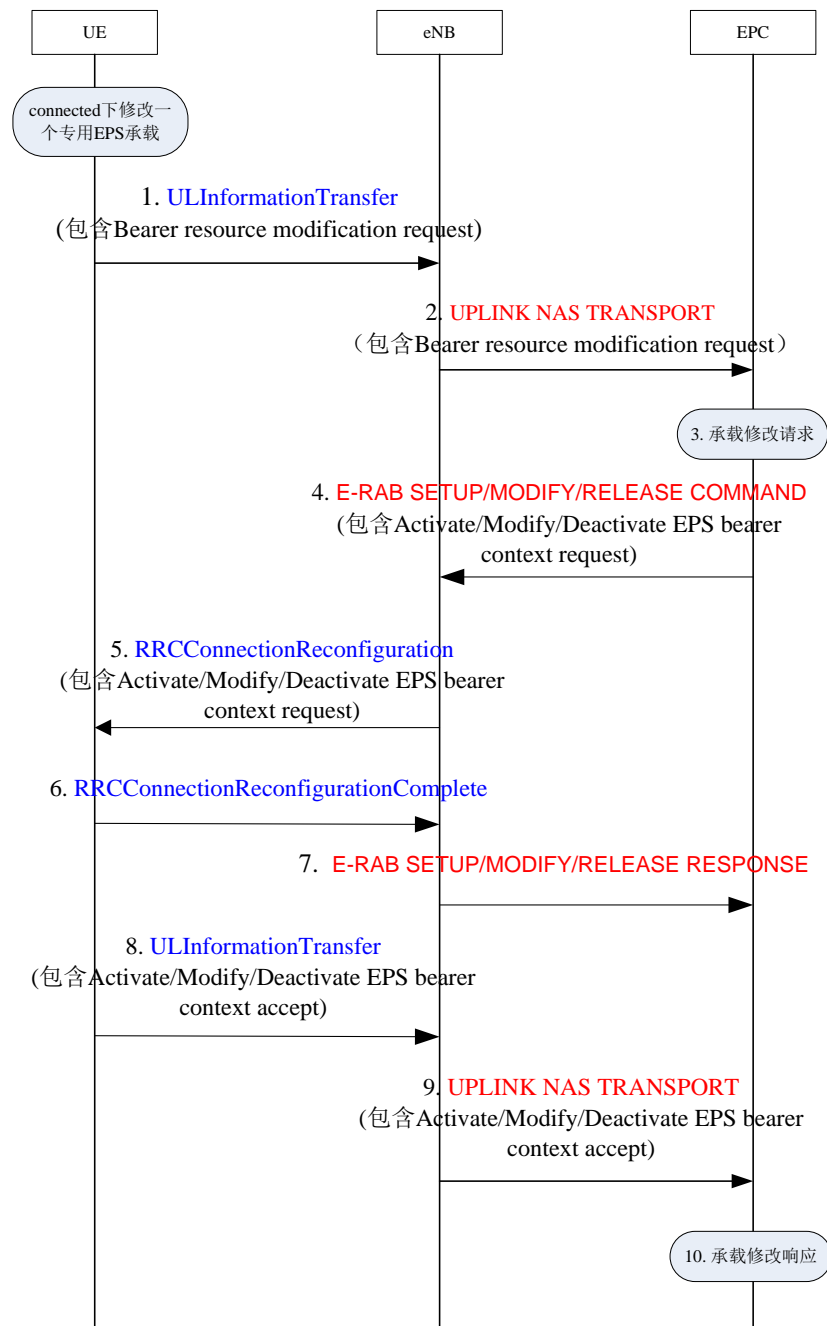 UE
eNB
EPC
connected下修改一
个专用EPS承载
1. ULInformationTransfer
(包含Bearer resource modification request)
2. UPLINK NAS TRANSPORT
（包含Bearer resource modification request）
3. 承载修改请求
4. E-RAB SETUP/MODIFY/RELEASE COMMAND
(包含Activate/Modify/Deactivate EPS bearer
context request)
5. RRCConnectionReconfiguration
(包含Activate/Modify/Deactivate EPS bearer
context request)
6. RRCConnectionReconfigurationComplete
7. E-RAB SETUP/MODIFY/RELEASE RESPONSE
8. ULInformationTransfer
(包含Activate/Modify/Deactivate EPS bearer
context accept)
9. UPLINK NAS TRANSPORT
(包含Activate/Modify/Deactivate EPS bearer
context accept)
10. 承载修改响应